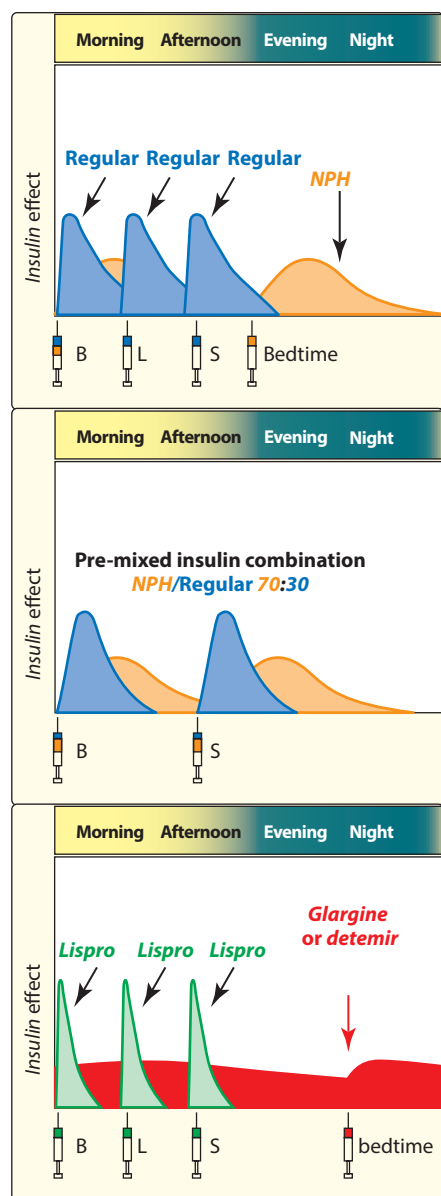 Morning Afternoon Evening Night
Regular Regular Regular
NPH
Insulin effect
B L S Bedtime
Morning Afternoon Evening Night
Pre-mixed insulin combination
NPH/Regular 70:30
Insulin effect
B S
Morning Afternoon Evening Night
Glargine
or detemir
Lispro Lispro Lispro
Insulin effect
B L S bedtime